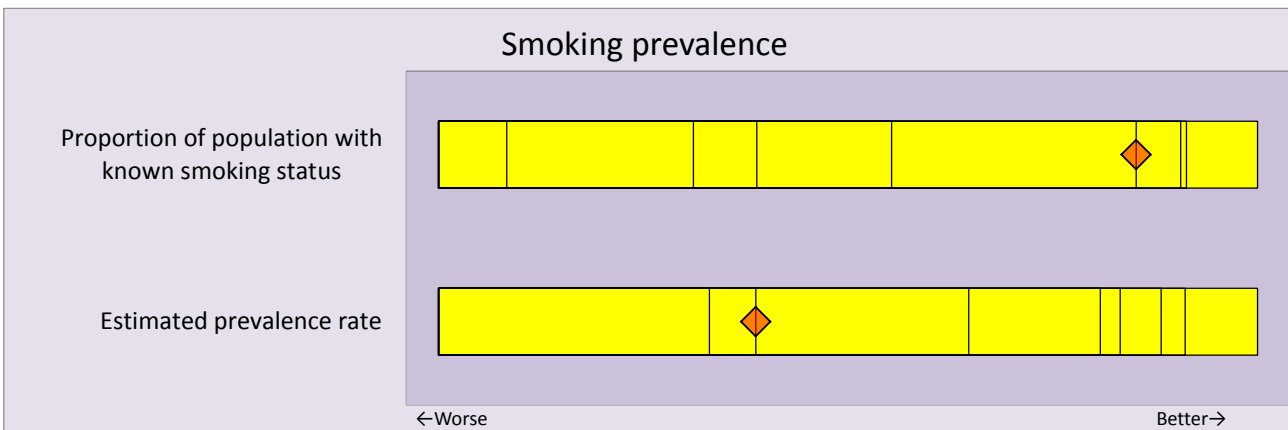 Smoking prevalence
Proportion of population with
known smoking status
Estimated prevalence rate
←Worse
Better→